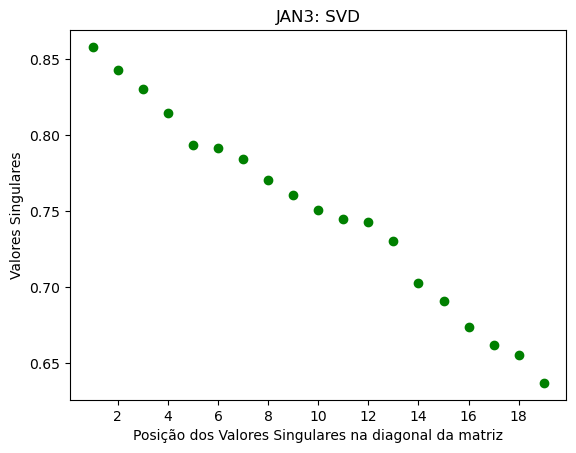 JAN3: SVD
Valores Singulares
0.85
0.80
0.75
0.70
0.65
2 4 6 8 10 12 14 16 18
Posição dos Valores Singulares na diagonal da matriz